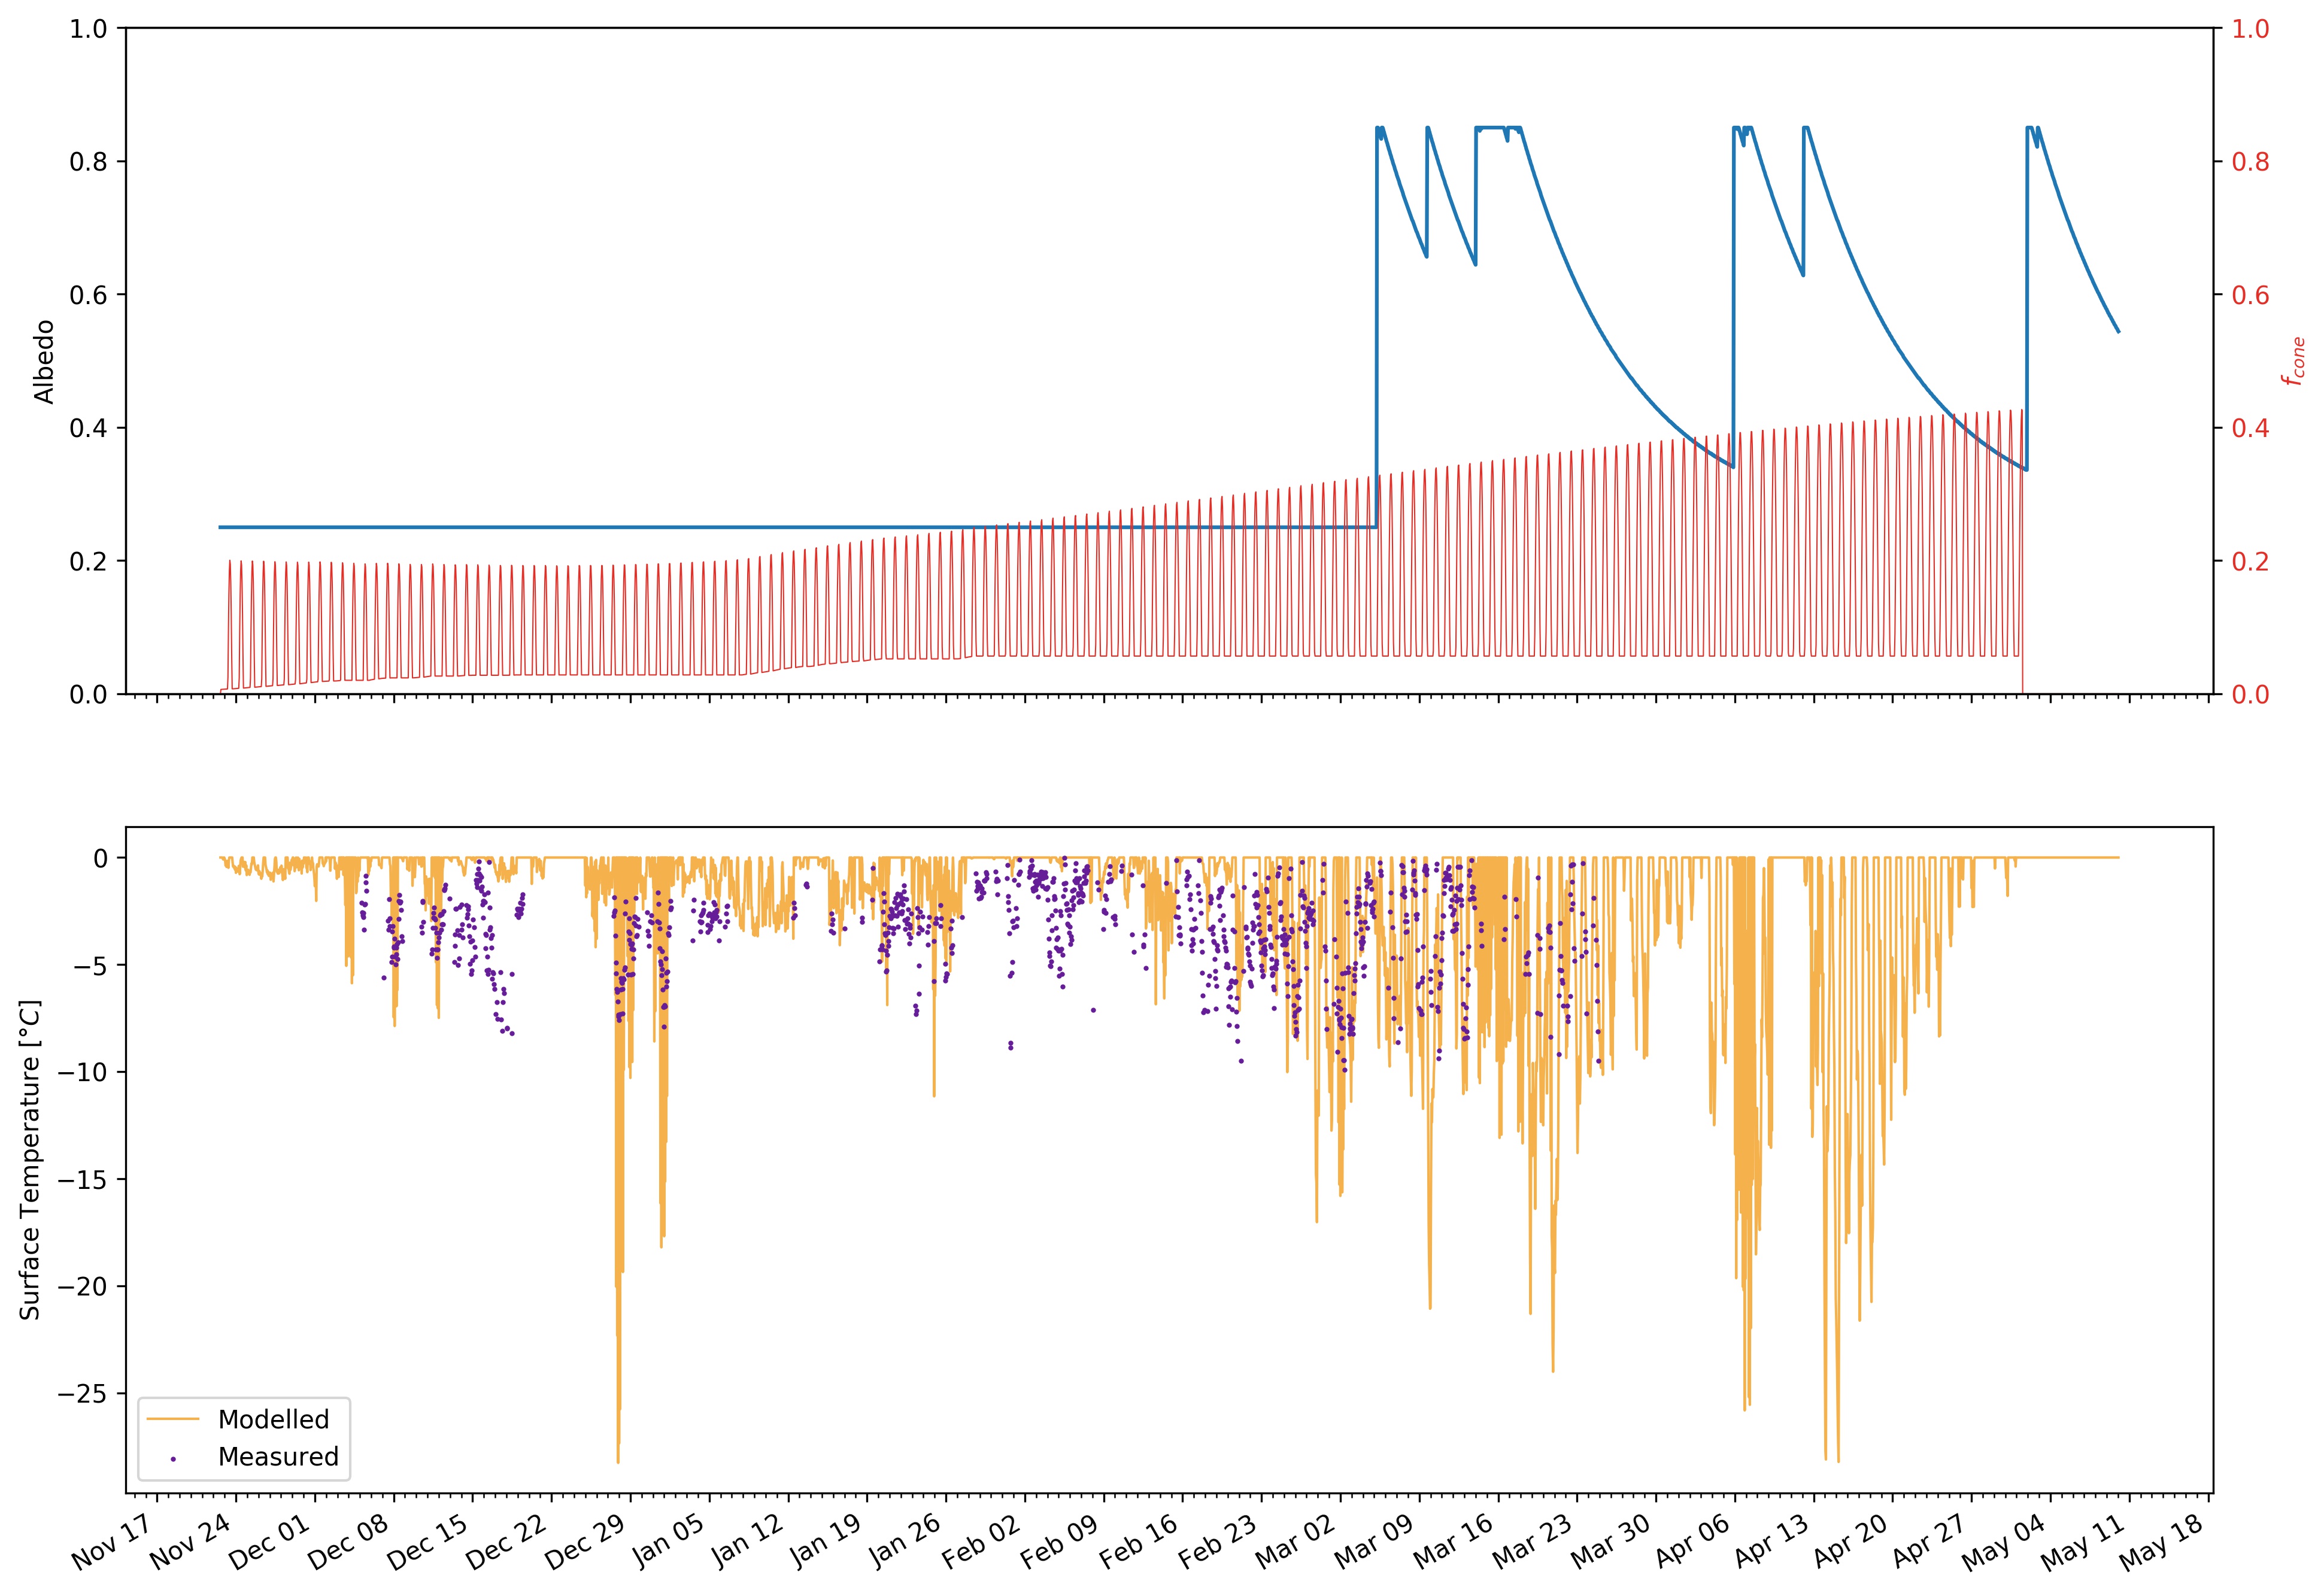 1.0
0.8
0.6
0.4
0.2
0.0
Albedo
1.0
0.8
0.6
0.4
0.2
0.0
f_cone
0
−5
−10
−15
−20
−25
Surface Temperature [°C]
Modelled
Measured
Nov 17
Nov 24
Dec 01
Dec 08
Dec 15
Dec 22
Dec 29
Jan 05
Jan 12
Jan 19
Jan 26
Feb 02
Feb 09
Feb 16
Feb 23
Mar 02
Mar 09
Mar 16
Mar 23
Mar 30
Apr 06
Apr 13
Apr 20
Apr 27
May 04
May 11
May 18